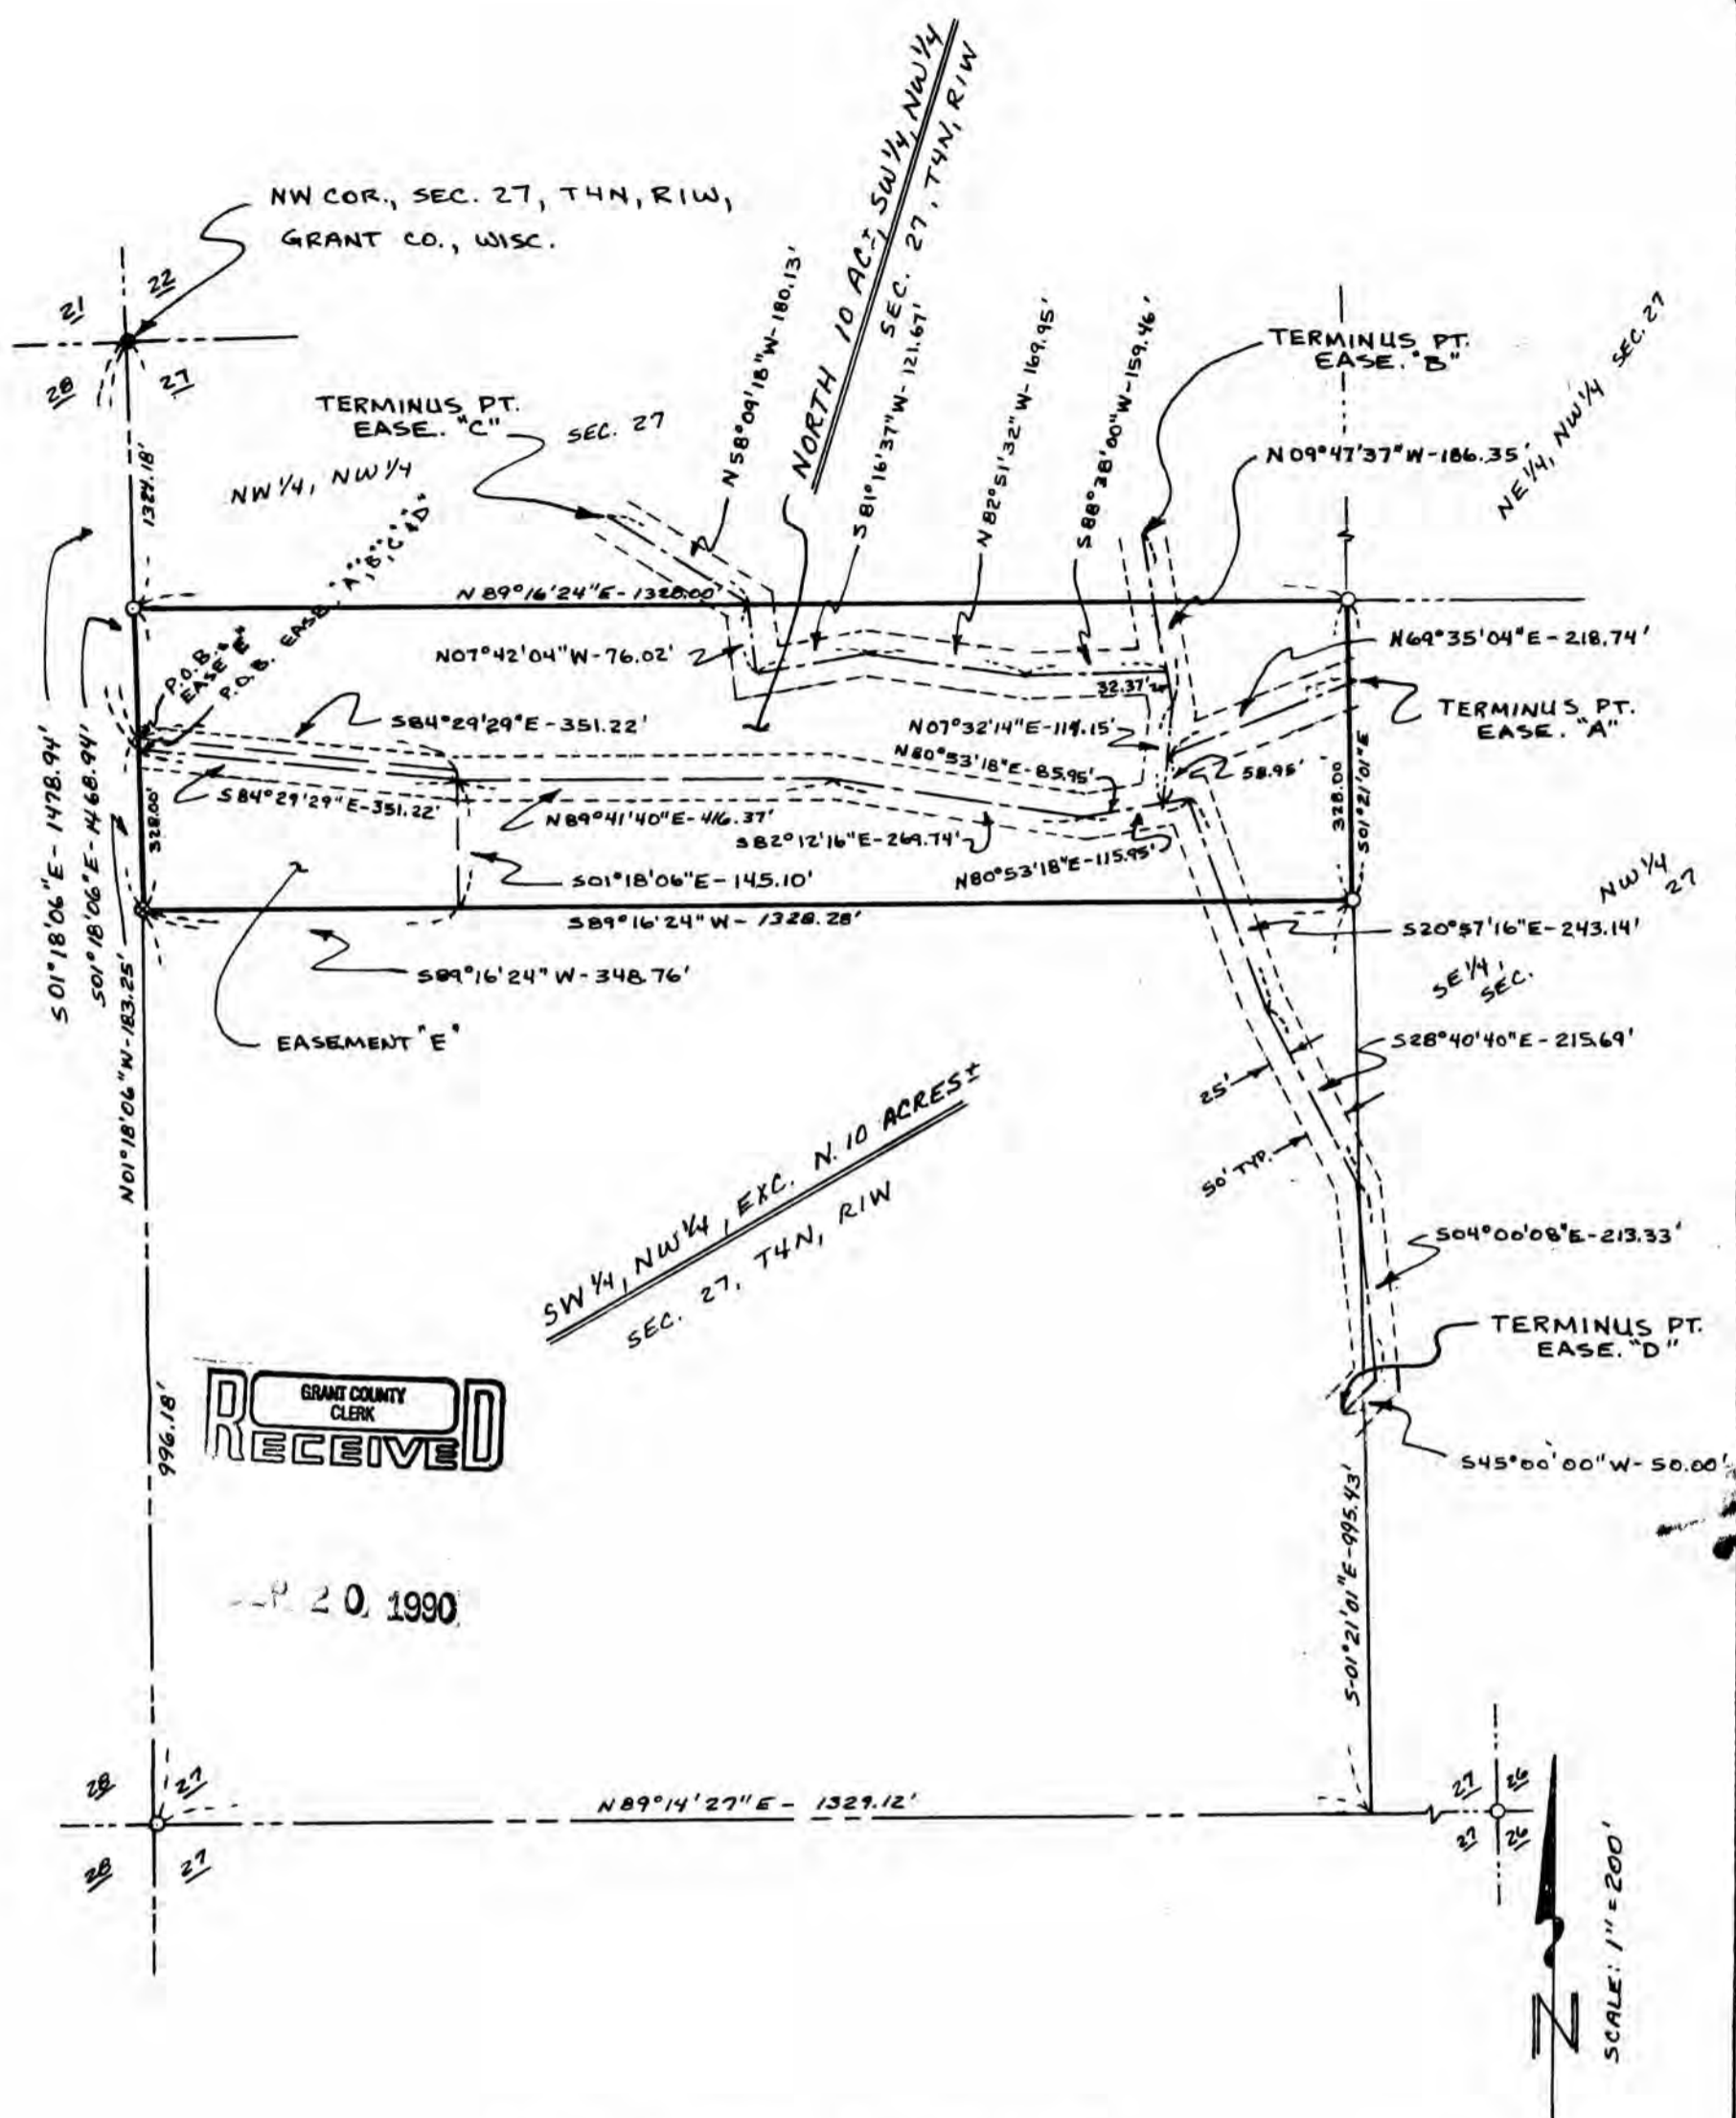 NORTH 10 AC.±, SW 1/4, NW 1/4
SEC. 27, T4N, R1W
NW COR., SEC. 27, T4N, R1W,
GRANT CO., WISC.
21
22
28
27
TERMINUS PT.
EASE. "C"
SEC. 27
NW 1/4, NW 1/4
N58°09'18"W-180.13'
S81°16'37"W-121.67'
N82°51'32"W-169.95'
S88°38'00"W-159.46'
TERMINUS PT.
EASE. "B"
N09°47'37"W-186.35'
NE 1/4, NW 1/4 SEC. 27
1324.18'
S01°18'06"E-1478.94'
S01°18'06"E-1468.94'
N01°18'06"W-183.25'
P.O.B.
EASE "E"
P.O.B. EASE. "A", "B", "C" & "D"
N89°16'24"E-1328.00'
N07°42'04"W-76.02'
N69°35'04"E-218.74'
32.37'
TERMINUS PT.
EASE. "A"
S84°29'29"E-351.22'
N07°32'14"E-114.15'
N80°53'18"E-85.95'
58.95'
S84°29'29"E-351.22'
N89°41'40"E-416.37'
S82°12'16"E-269.74'
N80°53'18"E-115.95'
328.00'
328.00
S01°21'01"E
S01°18'06"E-145.10'
S89°16'24"W-1328.28'
S89°16'24"W-348.76'
EASEMENT "E"
NW 1/4
27
S20°57'16"E-243.14'
SE 1/4,
SEC.
S28°40'40"E-215.69'
25'
50' TYP.
SW 1/4, NW 1/4, EXC. N. 10 ACRES±
SEC. 27, T4N, R1W
S04°00'08"E-213.33'
TERMINUS PT.
EASE. "D"
S45°00'00"W-50.00'
996.18'
GRANT COUNTY
CLERK
RECEIVED
20 1990
S-01°21'01"E-995.43'
28
27
N89°14'27"E-1329.12'
27
26
28
27
27
26
N
SCALE: 1"=200'